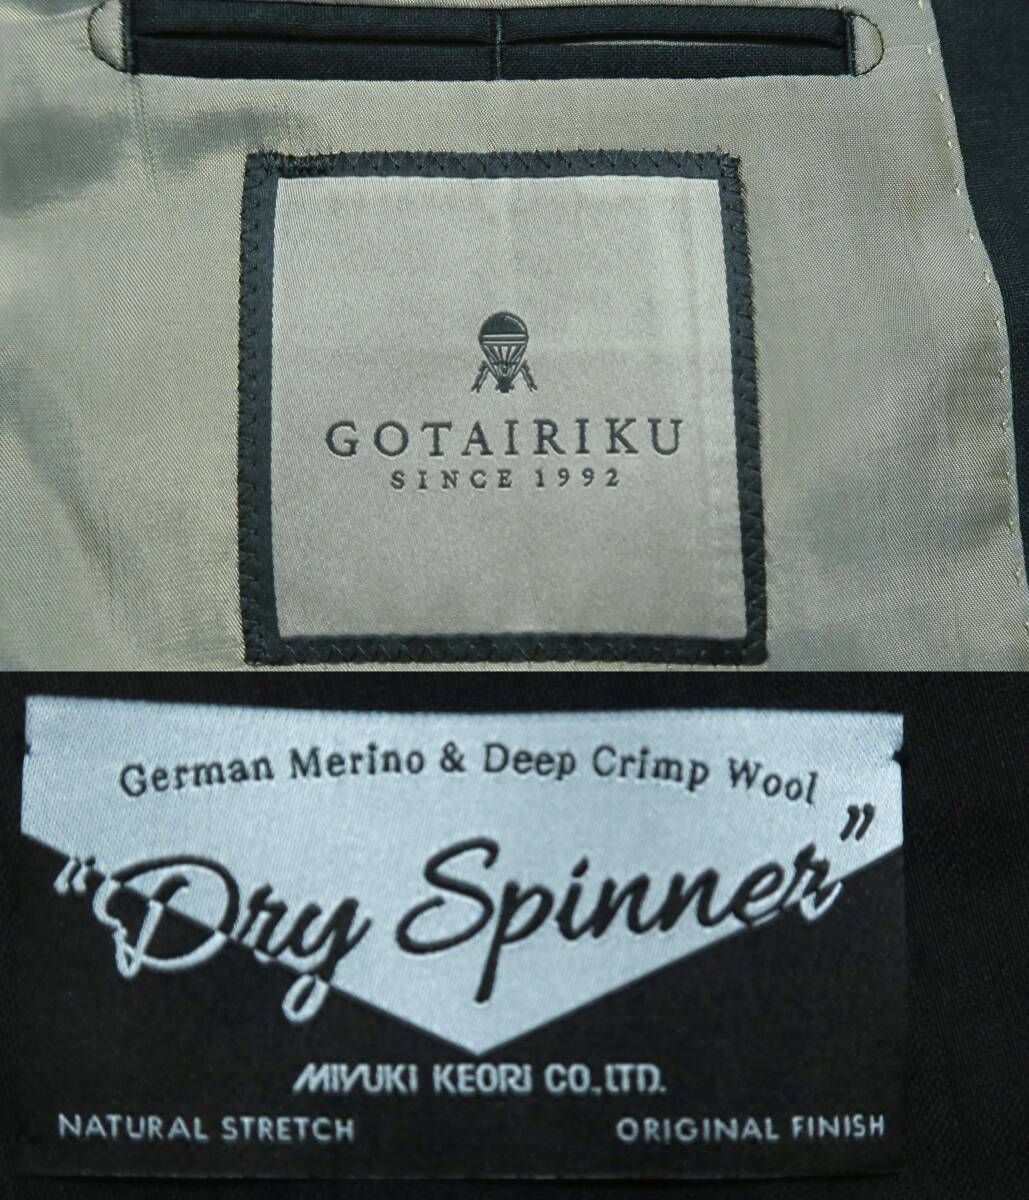 GOTAIRIKU
SINCE 1992
German Merino & Deep Crimp Wool
"Dry Spinner"
MIYUKI KEORI CO.,LTD.
NATURAL STRETCH
ORIGINAL FINISH